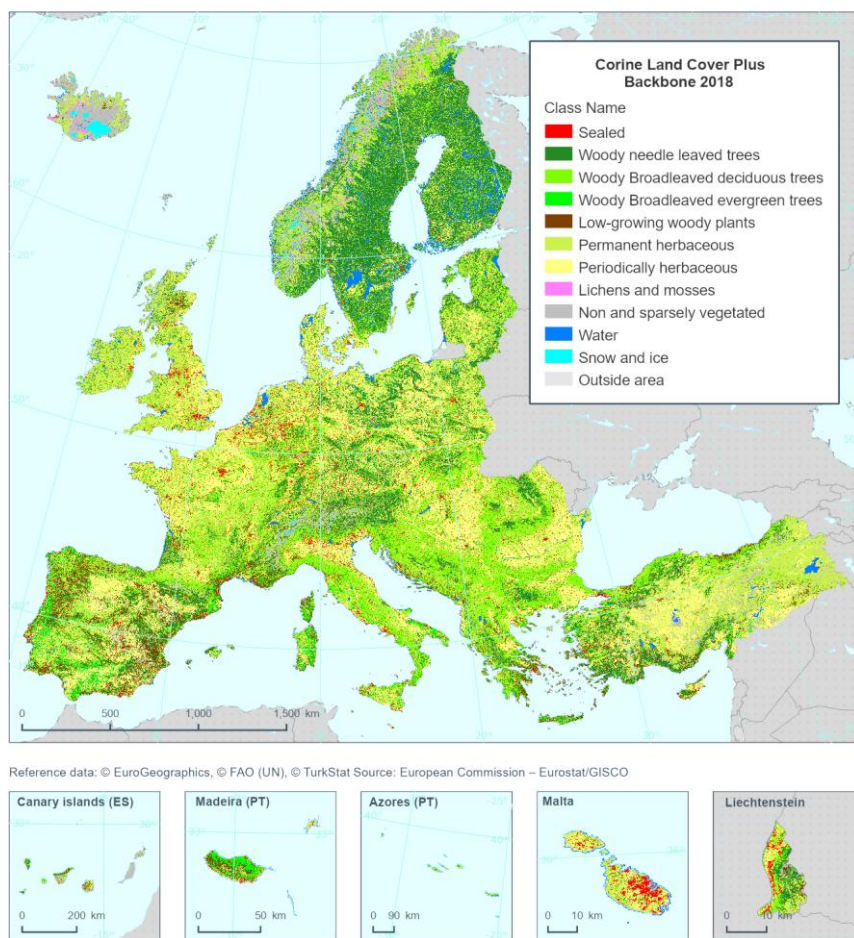 Corine Land Cover Plus
Backbone 2018
Class Name
Sealed
Woody needle leaved trees
Woody Broadleaved deciduous trees
Woody Broadleaved evergreen trees
Low-growing woody plants
Permanent herbaceous
Periodically herbaceous
Lichens and mosses
Non and sparsely vegetated
Water
Snow and ice
Outside area
0 500 1,000 1,500 km
Reference data: © EuroGeographics, © FAO (UN), © TurkStat Source: European Commission – Eurostat/GISCO
Canary islands (ES)
0 200 km
Madeira (PT)
0 50 km
Azores (PT)
0 90 km
Malta
0 10 km
Liechtenstein
0 10 km